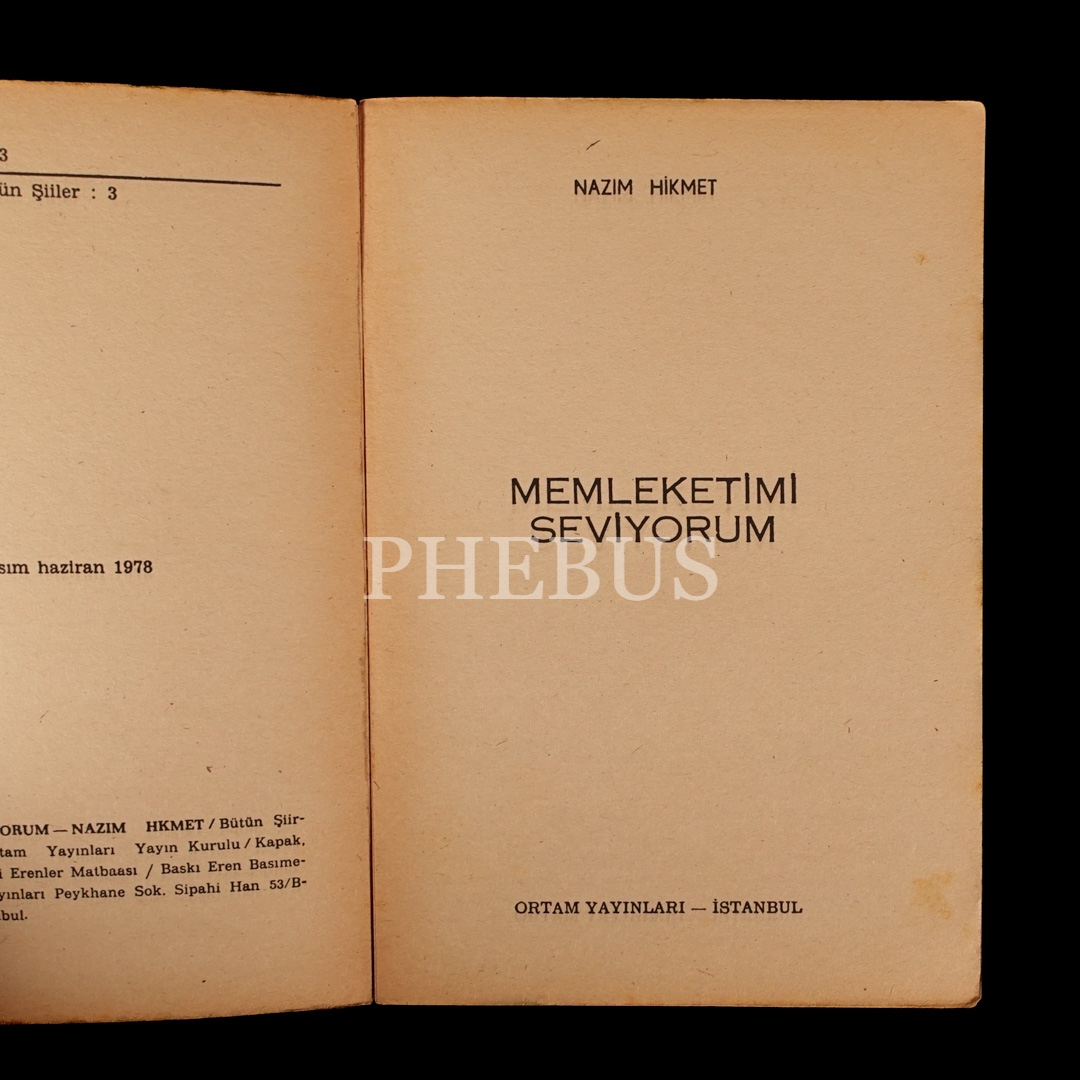 3
ün Şiiler : 3
sım haziran 1978
ORUM — NAZIM HKMET / Bütün Şiir-
tam Yayınları Yayın Kurulu / Kapak,
i Erenler Matbaası / Baskı Eren Basıme-
yınları Peykhane Sok. Sipahi Han 53/B-
bul.
NAZIM HİKMET
MEMLEKETİMİ
SEVİYORUM
PHEBUS
ORTAM YAYINLARI — İSTANBUL